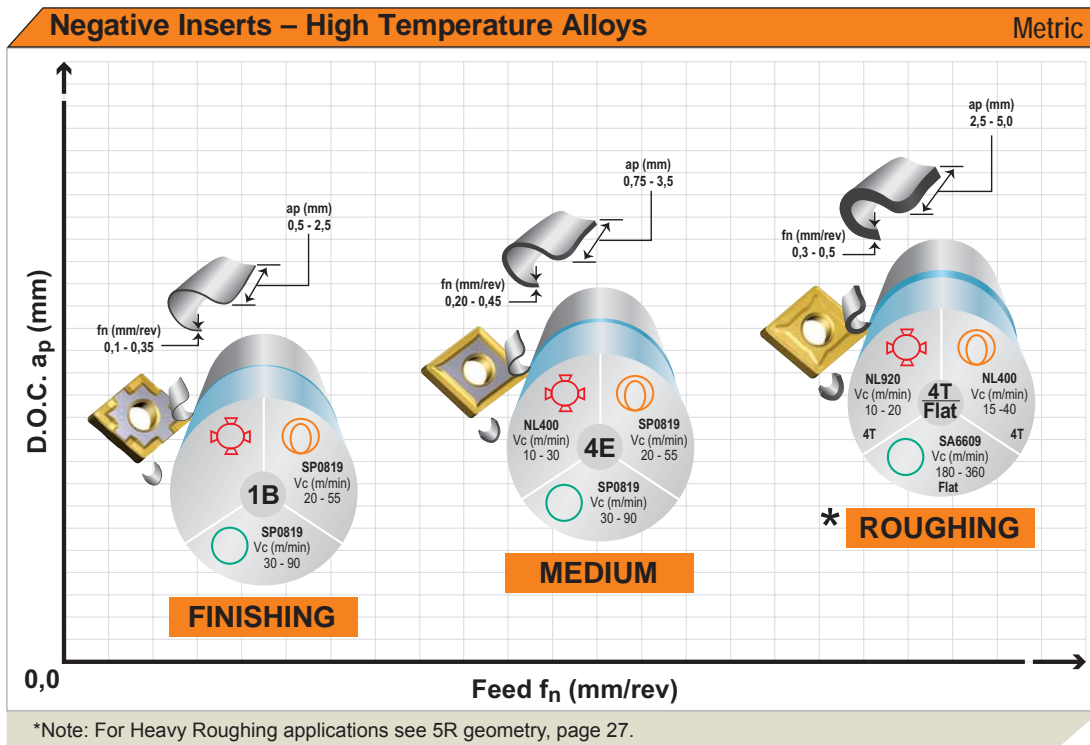 Negative Inserts – High Temperature Alloys
Metric
D.O.C. ap (mm)
ap (mm)
0,5 - 2,5
fn (mm/rev)
0,1 - 0,35
SP0819
Vc (m/min)
20 - 55
1B
SP0819
Vc (m/min)
30 - 90
FINISHING
ap (mm)
0,75 - 3,5
fn (mm/rev)
0,20 - 0,45
NL400
Vc (m/min)
10 - 30
4E
SP0819
Vc (m/min)
20 - 55
SP0819
Vc (m/min)
30 - 90
MEDIUM
ap (mm)
2,5 - 5,0
fn (mm/rev)
0,3 - 0,5
NL920
Vc (m/min)
10 - 20
4T
4T
Flat
NL400
Vc (m/min)
15 -40
4T
SA6609
Vc (m/min)
180 - 360
Flat
* ROUGHING
0,0
Feed fn (mm/rev)
*Note: For Heavy Roughing applications see 5R geometry, page 27.